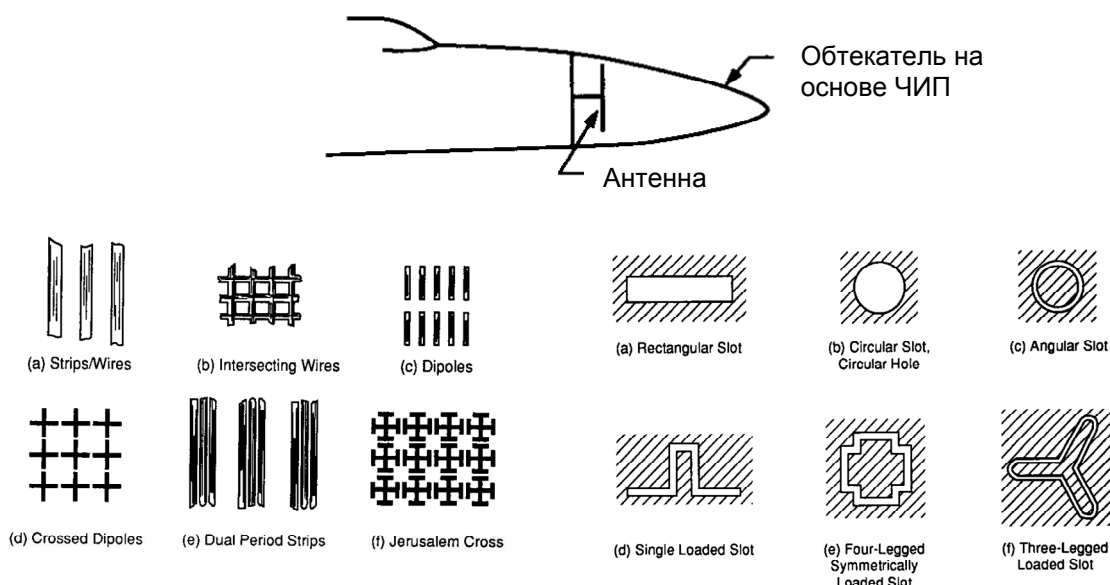 Обтекатель на
основе ЧИП
Антенна
(a) Strips/Wires
(b) Intersecting Wires
(c) Dipoles
(d) Crossed Dipoles
(e) Dual Period Strips
(f) Jerusalem Cross
(a) Rectangular Slot
(b) Circular Slot,
Circular Hole
(c) Angular Slot
(d) Single Loaded Slot
(e) Four-Legged
Symmetrically
Loaded Slot
(f) Three-Legged
Loaded Slot